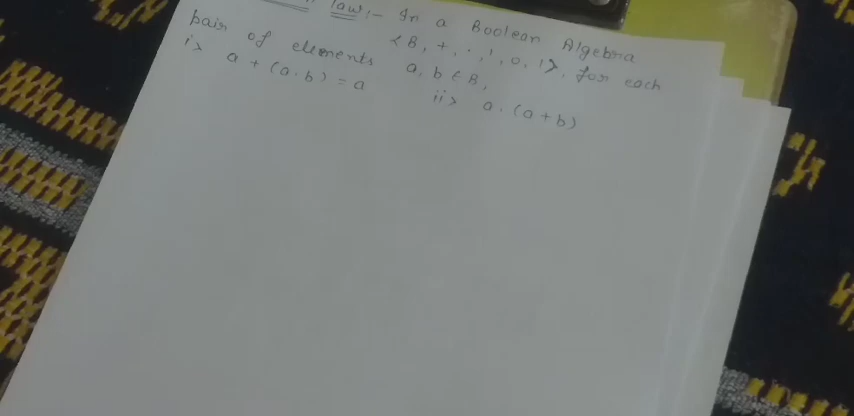 law :- In a Boolean Algebra
<B, +, ·, ', 0, 1>, for each
pair of elements a, b ∈ B,
i> a + (a.b) = a ii> a. (a+b)